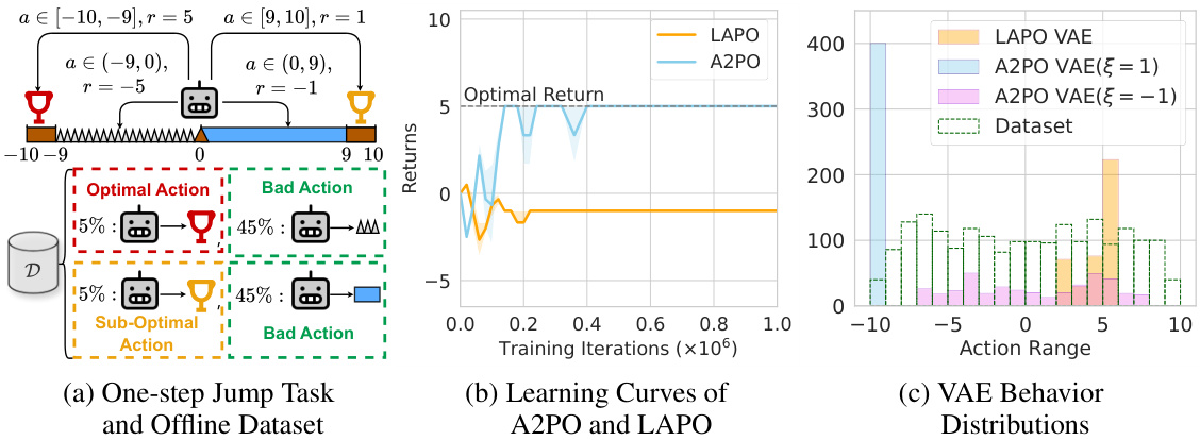 a ∈ [−10, −9], r = 5
a ∈ [9, 10], r = 1
a ∈ (−9, 0),
r = −5
a ∈ (0, 9),
r = −1
−10 −9 0 9 10
Optimal Action
5% :
,
Bad Action
45% :
D
5% :
,
Sub-Optimal
Action
45% :
Bad Action
(a) One-step Jump Task
and Offline Dataset
LAPO
A2PO
Optimal Return
Returns
10
5
0
−5
0.0 0.2 0.4 0.6 0.8 1.0
Training Iterations (×10⁶)
(b) Learning Curves of
A2PO and LAPO
LAPO VAE
A2PO VAE(ξ = 1)
A2PO VAE(ξ = −1)
Dataset
400
300
200
100
0
−10 −5 0 5 10
Action Range
(c) VAE Behavior
Distributions